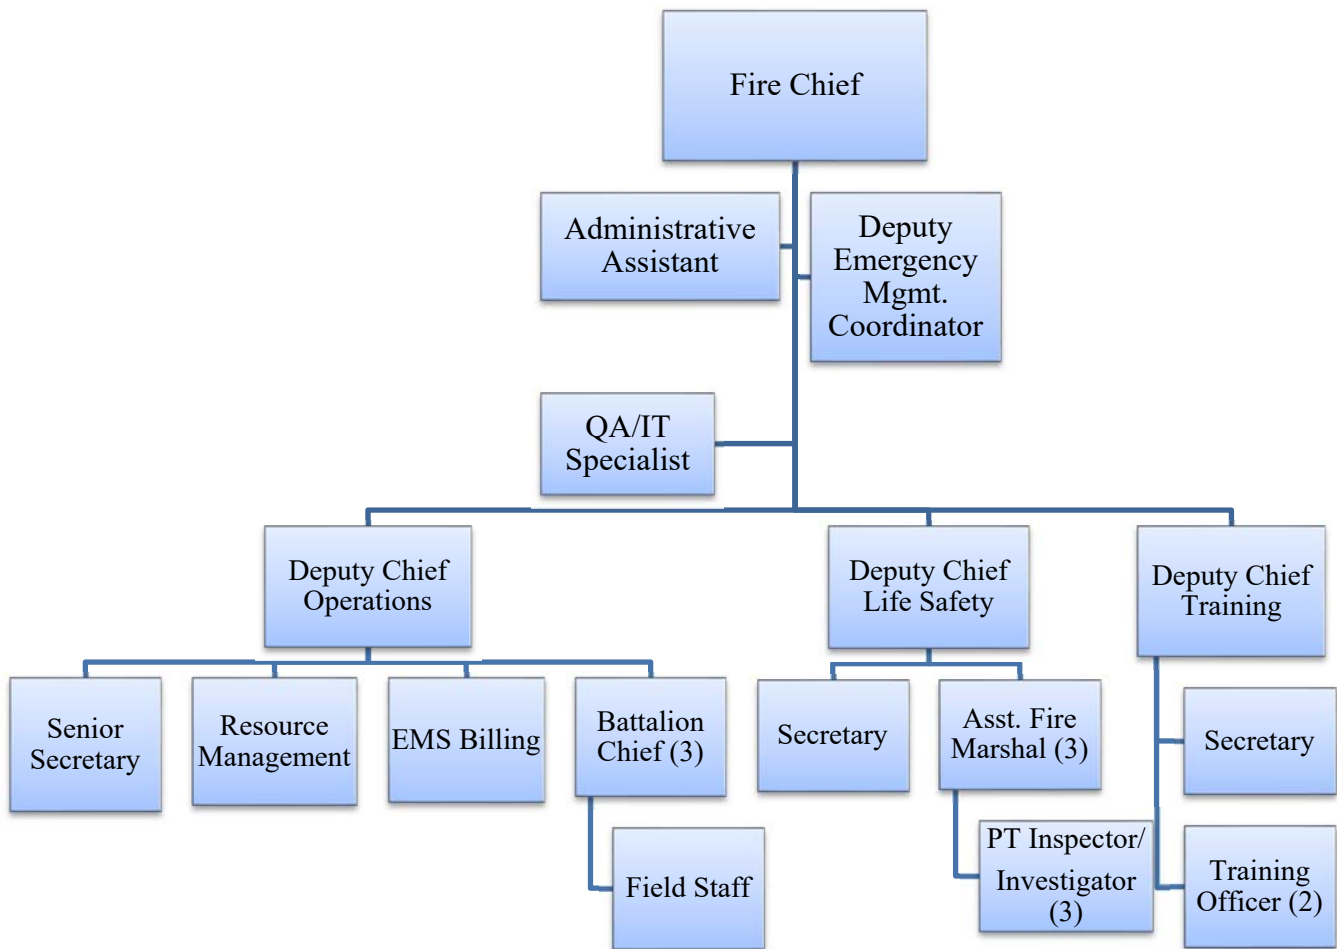 Fire Chief
Administrative
Assistant
Deputy
Emergency
Mgmt.
Coordinator
QA/IT
Specialist
Deputy Chief
Operations
Deputy Chief
Life Safety
Deputy Chief
Training
Senior
Secretary
Resource
Management
EMS Billing
Battalion
Chief (3)
Secretary
Asst. Fire
Marshal (3)
Secretary
Field Staff
PT Inspector/
Investigator
(3)
Training
Officer (2)